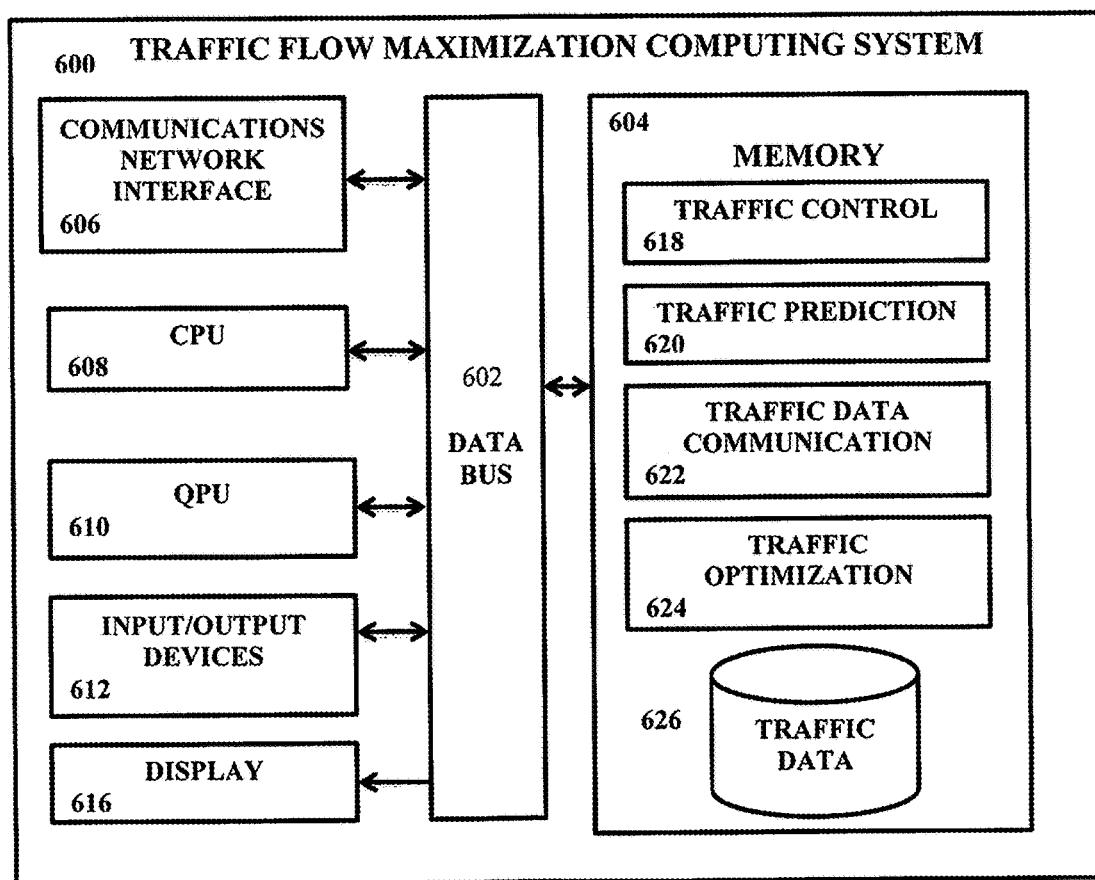 TRAFFIC FLOW MAXIMIZATION COMPUTING SYSTEM
600
COMMUNICATIONS
NETWORK
INTERFACE
606
CPU
608
QPU
610
INPUT/OUTPUT
DEVICES
612
DISPLAY
616
602
DATA
BUS
604
MEMORY
TRAFFIC CONTROL
618
TRAFFIC PREDICTION
620
TRAFFIC DATA
COMMUNICATION
622
TRAFFIC
OPTIMIZATION
624
626
TRAFFIC
DATA